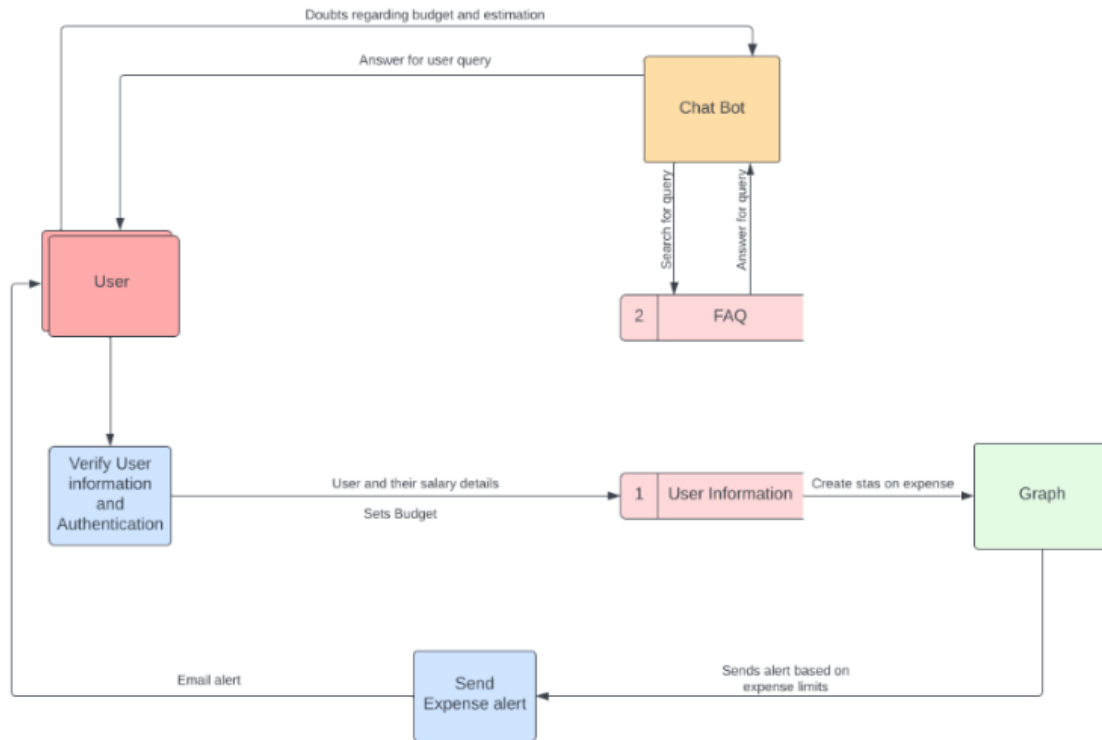 Doubts regarding budget and estimation
Answer for user query
Chat Bot
Search for query
Answer for query
User
2 FAQ
Verify User
information
and
Authentication
User and their salary details
Sets Budget
1 User Information
Create stas on expense
Graph
Email alert
Send
Expense alert
Sends alert based on
expense limits